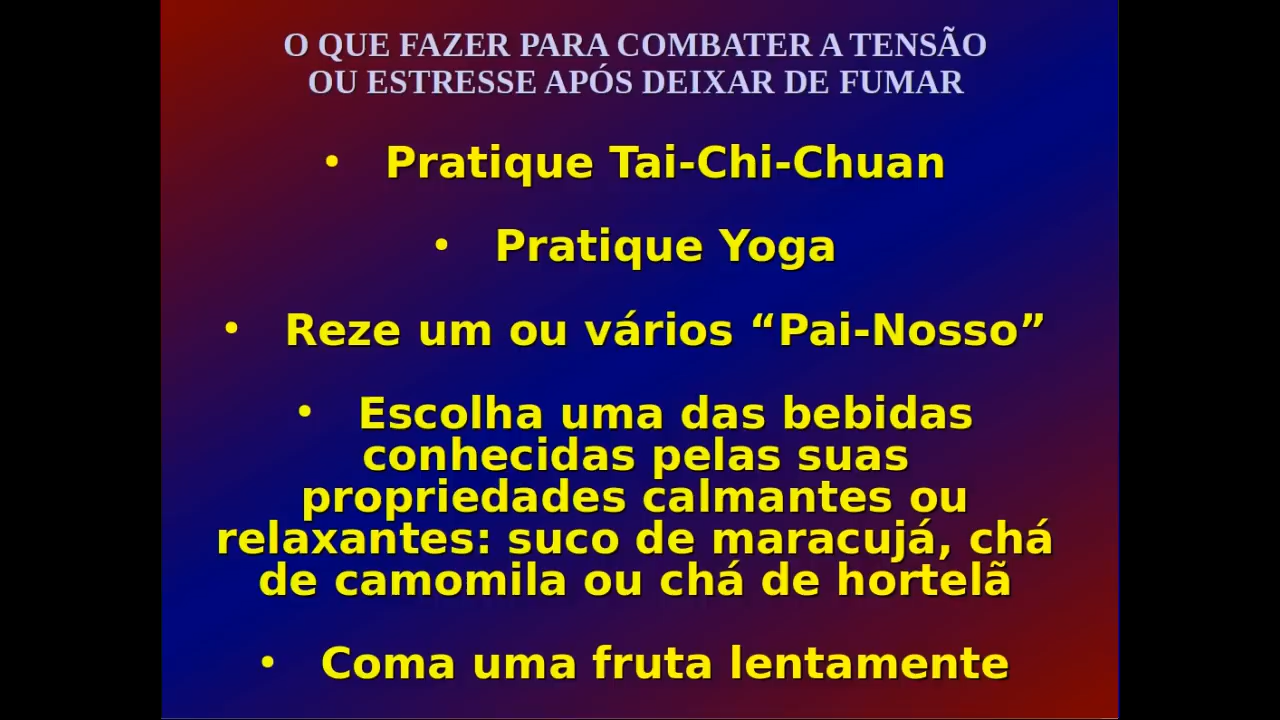 O QUE FAZER PARA COMBATER A TENSÃO
OU ESTRESSE APÓS DEIXAR DE FUMAR
• Pratique Tai-Chi-Chuan
• Pratique Yoga
• Reze um ou vários “Pai-Nosso”
• Escolha uma das bebidas
conhecidas pelas suas
propriedades calmantes ou
relaxantes: suco de maracujá, chá
de camomila ou chá de hortelã
• Coma uma fruta lentamente